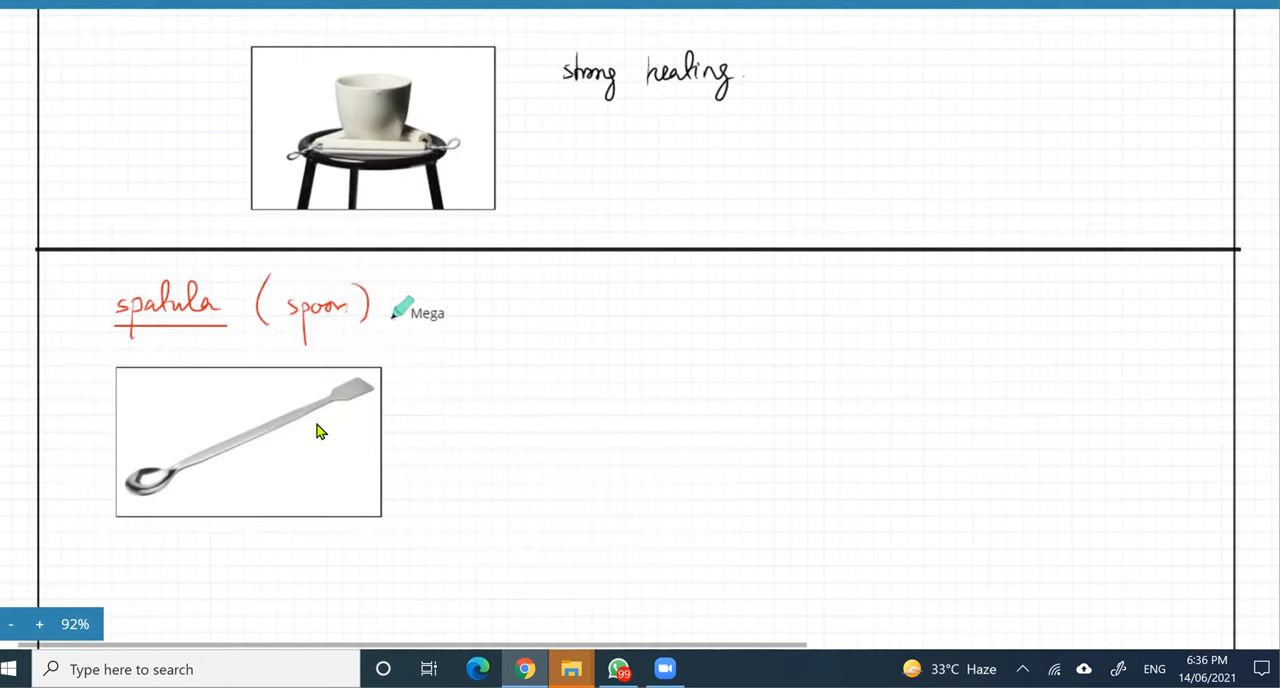 strong heating.
spatula (spoon)
Mega
- + 92%
Type here to search
99
33°C Haze
ENG
6:36 PM
14/06/2021